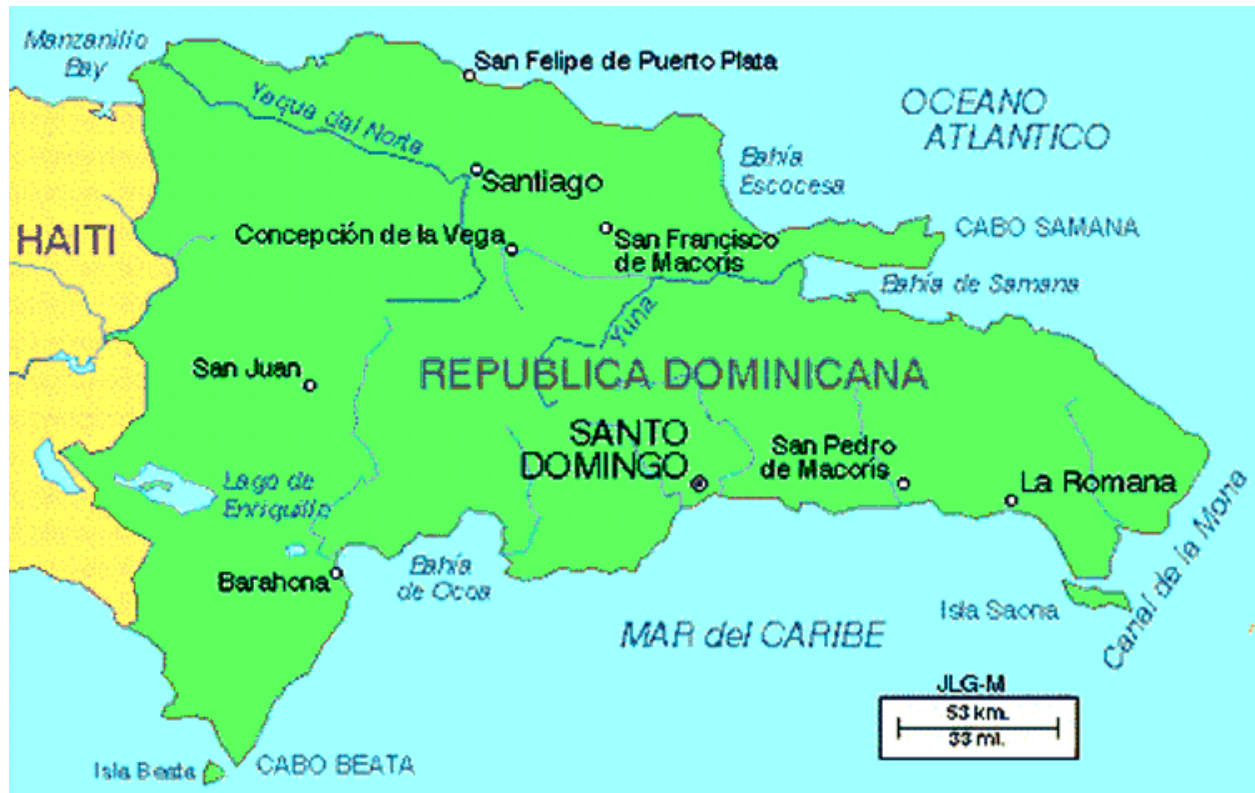 Manzanillo
Bay
San Felipe de Puerto Plata
OCEANO
ATLANTICO
Yaque del Norte
Bahía
Escocesa
Santiago
HAITI
Concepción de la Vega
San Francisco
de Macorís
CABO SAMANA
Bahía de Samana
Yuna
San Juan
REPUBLICA DOMINICANA
SANTO
DOMINGO
San Pedro
de Macorís
La Romana
Lago de
Enriquillo
Canal de la Mona
Barahona
Bahía
de Ocoa
Isla Saona
MAR del CARIBE
JLG-M
53 km.
33 mi.
Isla Beata
CABO BEATA